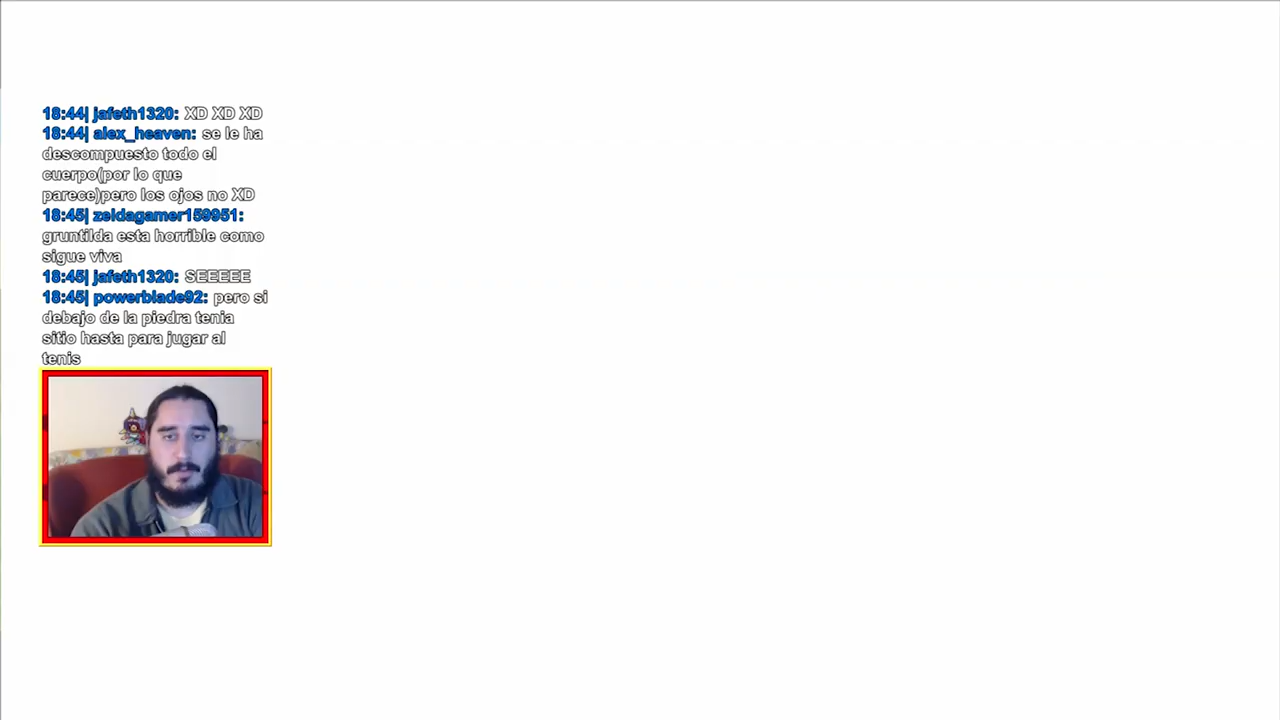 18:44| jafeth1320: XD XD XD
18:44| alex_heaven: se le ha
descompuesto todo el
cuerpo(por lo que
parece)pero los ojos no XD
18:45| zeldagamer159951:
gruntilda esta horrible como
sigue viva
18:45| jafeth1320: SEEEEE
18:45| powerblade92: pero si
debajo de la piedra tenia
sitio hasta para jugar al
tenis